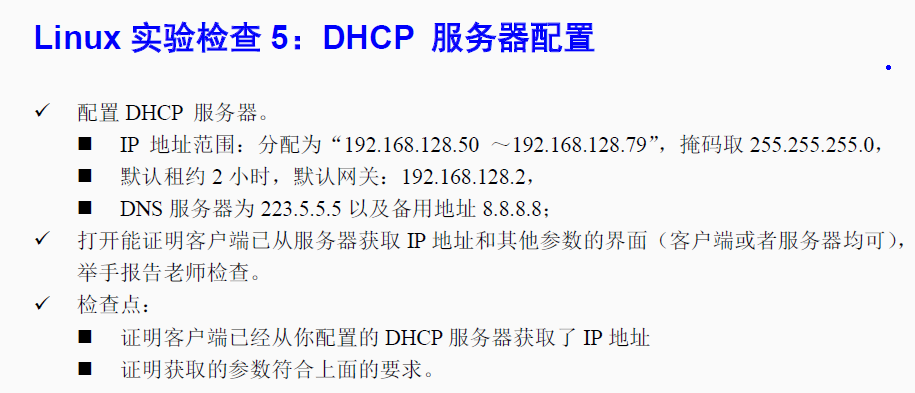 Linux 实验检查 5：DHCP 服务器配置
✓ 配置 DHCP 服务器。
■ IP 地址范围：分配为“192.168.128.50 ～192.168.128.79”，掩码取 255.255.255.0，
■ 默认租约 2 小时，默认网关：192.168.128.2，
■ DNS 服务器为 223.5.5.5 以及备用地址 8.8.8.8；
✓ 打开能证明客户端已从服务器获取 IP 地址和其他参数的界面（客户端或者服务器均可），
举手报告老师检查。
✓ 检查点：
■ 证明客户端已经从你配置的 DHCP 服务器获取了 IP 地址
■ 证明获取的参数符合上面的要求。